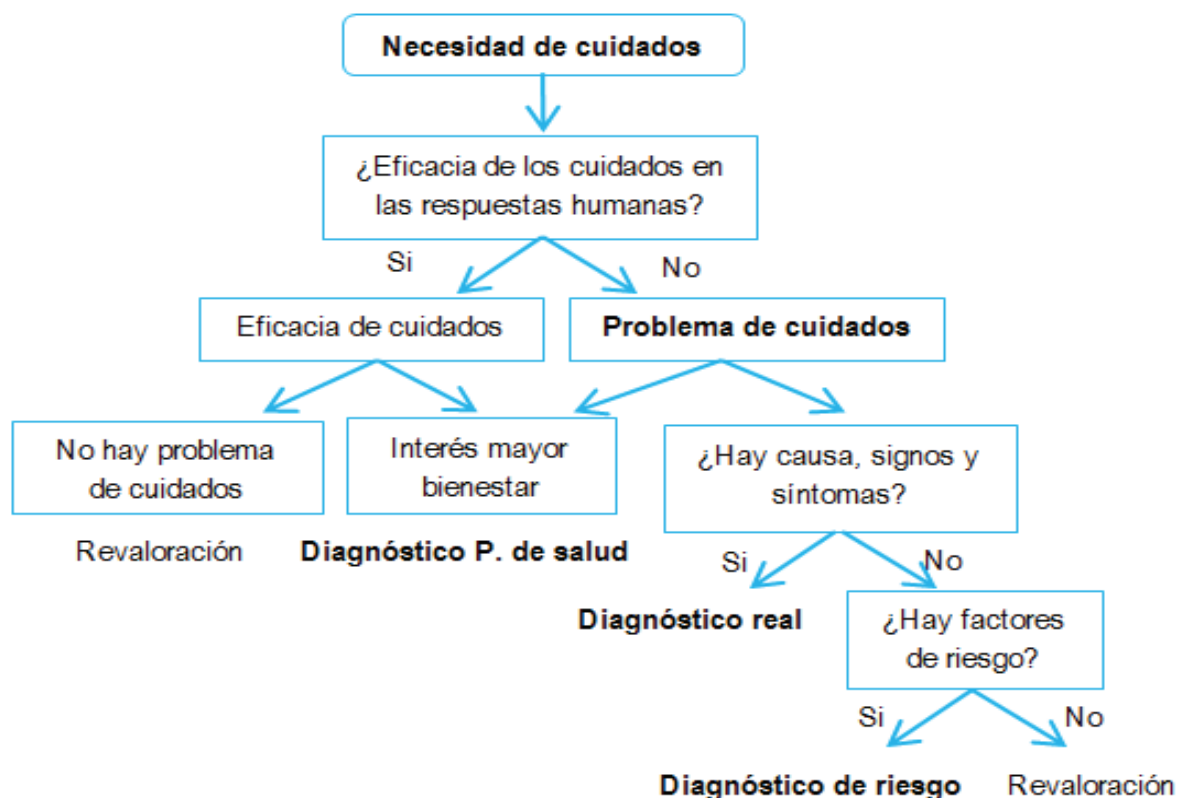 Necesidad de cuidados
¿Eficacia de los cuidados en
las respuestas humanas?
Si
No
Eficacia de cuidados
Problema de cuidados
No hay problema
de cuidados
Interés mayor
bienestar
¿Hay causa, signos y
síntomas?
Revaloración
Diagnóstico P. de salud
Si
No
Diagnóstico real
¿Hay factores
de riesgo?
Si
No
Diagnóstico de riesgo
Revaloración